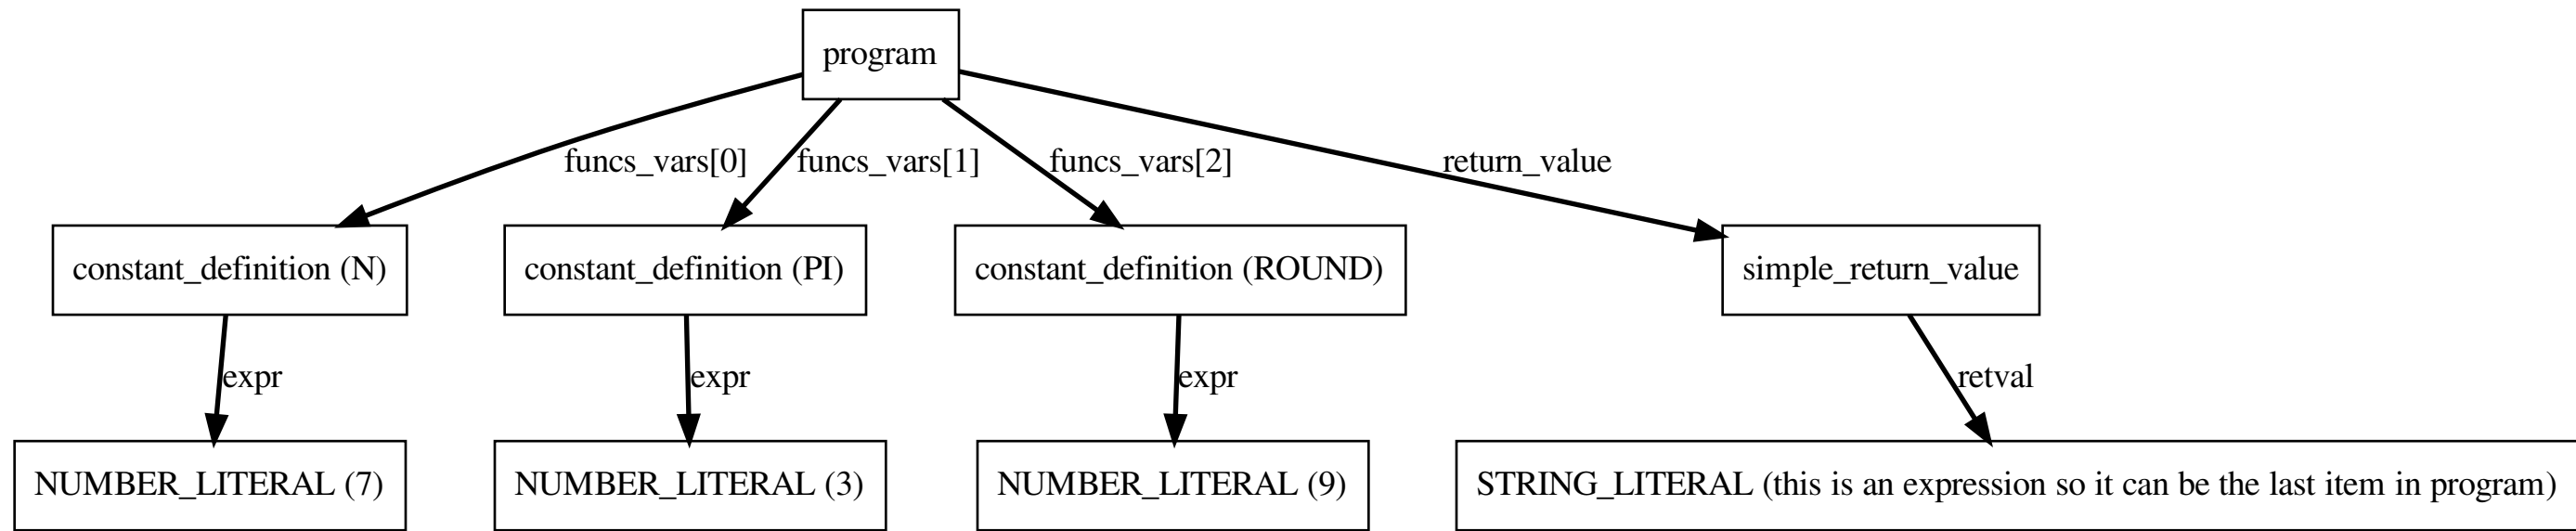 program
funcs_vars[0]
funcs_vars[1]
funcs_vars[2]
return_value
constant_definition (N)
constant_definition (PI)
constant_definition (ROUND)
simple_return_value
expr
expr
expr
retval
NUMBER_LITERAL (7)
NUMBER_LITERAL (3)
NUMBER_LITERAL (9)
STRING_LITERAL (this is an expression so it can be the last item in program)